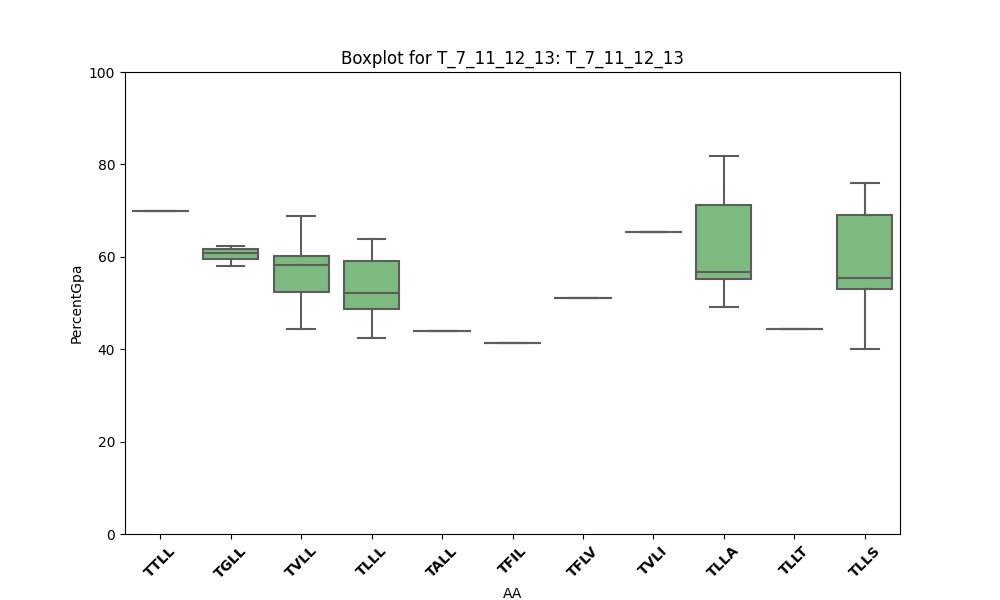 Boxplot for T_7_11_12_13: T_7_11_12_13
100
80
60
40
20
0
PercentGpa
TTLL
TGLL
TVLL
TLLL
TALL
TFIL
TFLV
TVLI
TLLA
TLLT
TLLS
AA